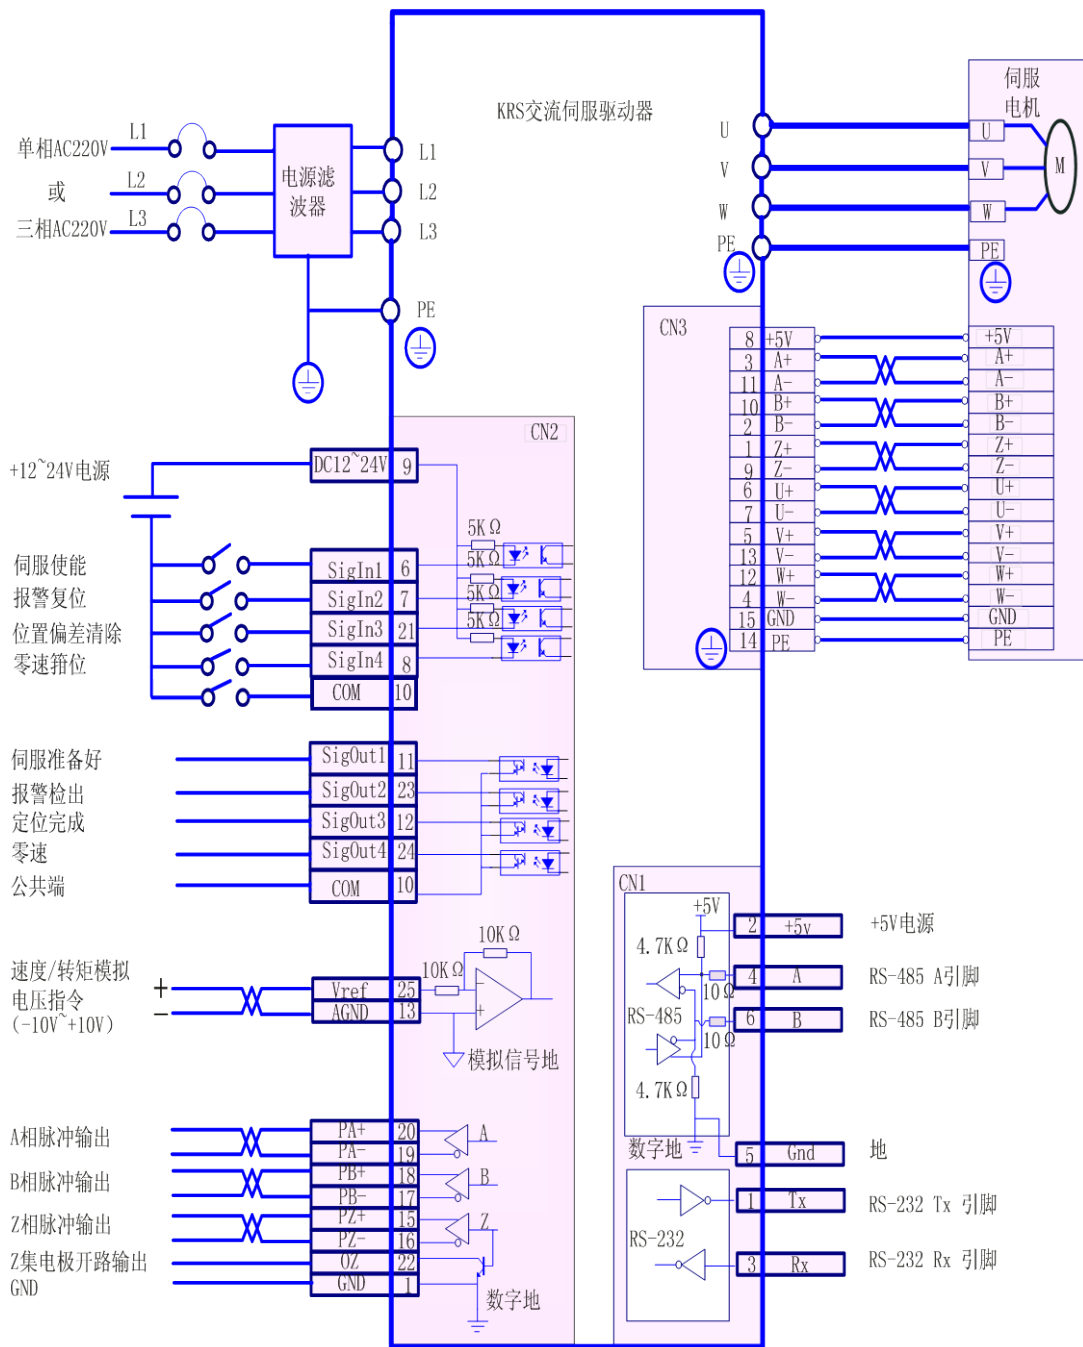 KRS交流伺服驱动器
单相AC220V
或
三相AC220V
L1
L2
L3
电源滤
波器
L1
L2
L3
PE
U
V
W
PE
伺服
电机
U
V
W
PE
M
CN3
8 +5V
3 A+
11 A-
10 B+
2 B-
1 Z+
9 Z-
6 U+
7 U-
5 V+
13 V-
12 W+
4 W-
15 GND
14 PE
+5V
A+
A-
B+
B-
Z+
Z-
U+
U-
V+
V-
W+
W-
GND
PE
CN2
+12~24V电源
DC12~24V 9
5KΩ
5KΩ
5KΩ
5KΩ
伺服使能 SigIn1 6
报警复位 SigIn2 7
位置偏差清除 SigIn3 21
零速箝位 SigIn4 8
COM 10
伺服准备好 SigOut1 11
报警检出 SigOut2 23
定位完成 SigOut3 12
零速 SigOut4 24
公共端 COM 10
速度/转矩模拟
电压指令
(-10V~+10V)
+
−
Vref 25
AGND 13
10KΩ
10KΩ
−
+
模拟信号地
A相脉冲输出
B相脉冲输出
Z相脉冲输出
Z集电极开路输出
GND
PA+ 20
PA- 19
PB+ 18
PB- 17
PZ+ 15
PZ- 16
OZ 22
GND 1
A
B
Z
数字地
CN1
+5V
4.7KΩ
10Ω
RS-485
10Ω
4.7KΩ
数字地
RS-232
2 +5v +5V电源
4 A RS-485 A引脚
6 B RS-485 B引脚
5 Gnd 地
1 Tx RS-232 Tx 引脚
3 Rx RS-232 Rx 引脚